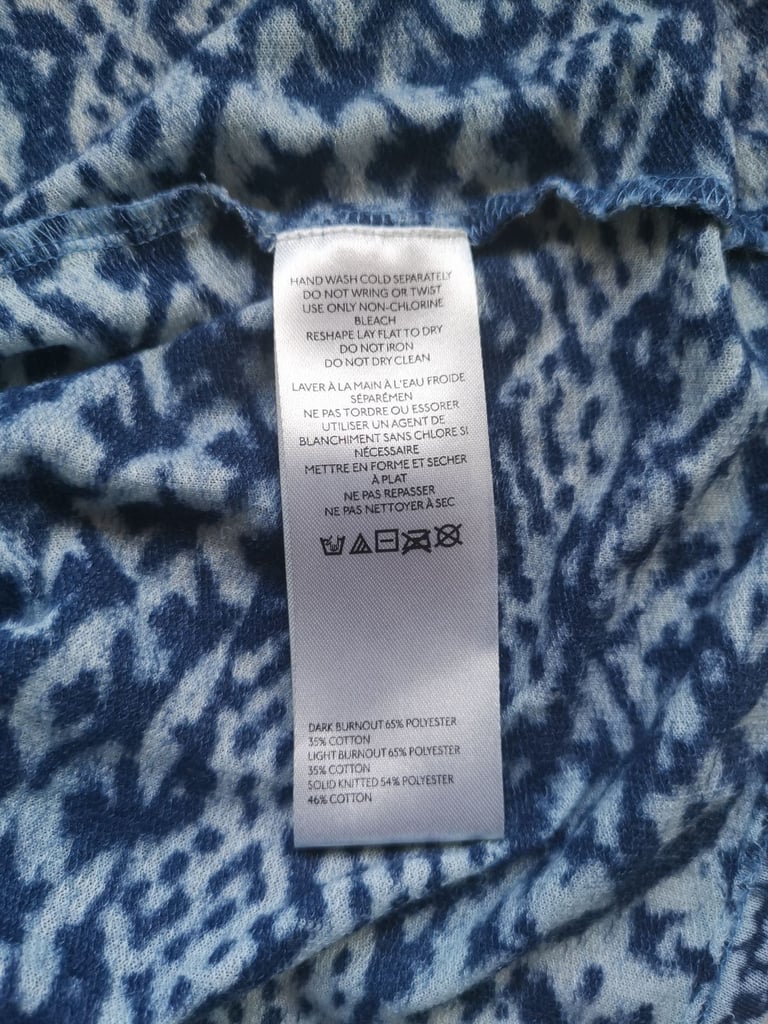 HAND WASH COLD SEPARATELY
DO NOT WRING OR TWIST
USE ONLY NON-CHLORINE
BLEACH
RESHAPE LAY FLAT TO DRY
DO NOT IRON
DO NOT DRY CLEAN
LAVER À LA MAIN À L'EAU FROIDE
SÉPARÉMEN
NE PAS TORDRE OU ESSORER
UTILISER UN AGENT DE
BLANCHIMENT SANS CHLORE SI
NÉCESSAIRE
METTRE EN FORME ET SECHER
À PLAT
NE PAS REPASSER
NE PAS NETTOYER À SEC
DARK BURNOUT 65% POLYESTER
35% COTTON
LIGHT BURNOUT 65% POLYESTER
35% COTTON
SOLID KNITTED 54% POLYESTER
46% COTTON